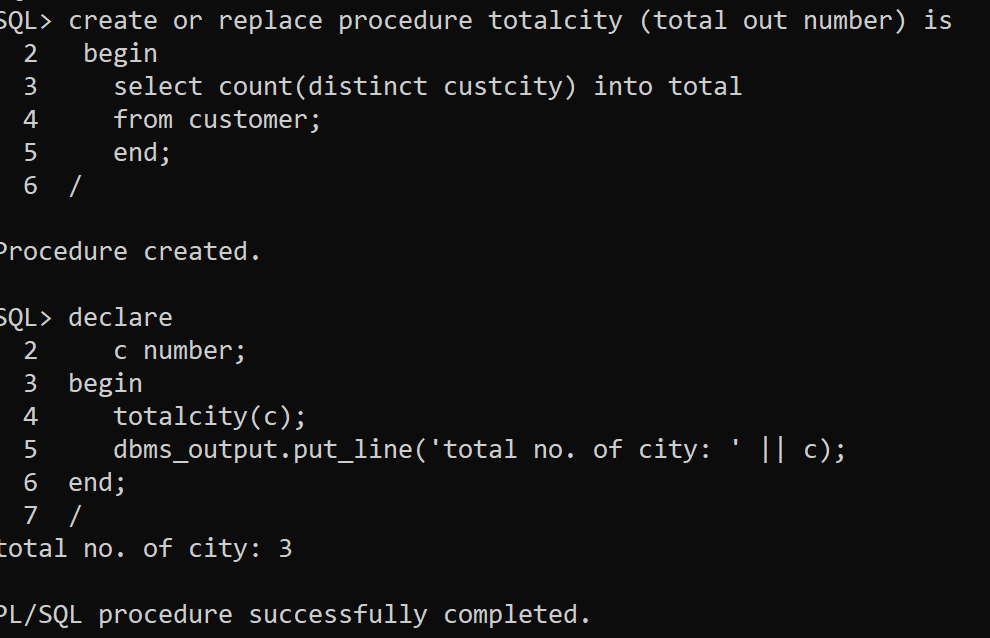 SQL> create or replace procedure totalcity (total out number) is
  2   begin
  3     select count(distinct custcity) into total
  4     from customer;
  5     end;
  6  /
Procedure created.
SQL> declare
  2     c number;
  3  begin
  4     totalcity(c);
  5     dbms_output.put_line('total no. of city: ' || c);
  6  end;
  7  /
total no. of city: 3
PL/SQL procedure successfully completed.